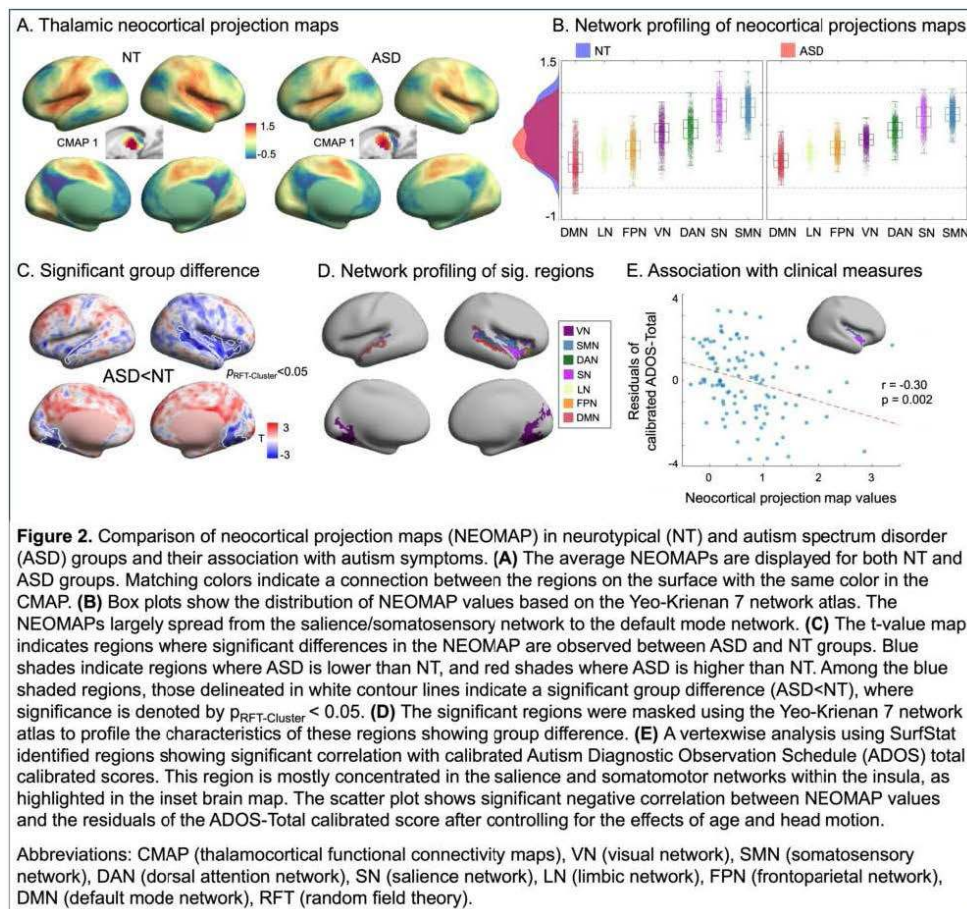 A. Thalamic neocortical projection maps
NT
ASD
CMAP 1
1.5
-0.5
CMAP 1
B. Network profiling of neocortical projections maps
NT
ASD
1.5
-1
DMN LN FPN VN DAN SN SMN
DMN LN FPN VN DAN SN SMN
C. Significant group difference
ASD<NT
pRFT-Cluster<0.05
T
3
-3
D. Network profiling of sig. regions
VN
SMN
DAN
SN
LN
FPN
DMN
E. Association with clinical measures
Residuals of
calibrated ADOS-Total
4
0
-4
r = -0.30
p = 0.002
0 1 2 3
Neocortical projection map values
Figure 2. Comparison of neocortical projection maps (NEOMAP) in neurotypical (NT) and autism spectrum disorder
(ASD) groups and their association with autism symptoms. (A) The average NEOMAPs are displayed for both NT and
ASD groups. Matching colors indicate a connection between the regions on the surface with the same color in the
CMAP. (B) Box plots show the distribution of NEOMAP values based on the Yeo-Krienan 7 network atlas. The
NEOMAPs largely spread from the salience/somatosensory network to the default mode network. (C) The t-value map
indicates regions where significant differences in the NEOMAP are observed between ASD and NT groups. Blue
shades indicate regions where ASD is lower than NT, and red shades where ASD is higher than NT. Among the blue
shaded regions, those delineated in white contour lines indicate a significant group difference (ASD<NT), where
significance is denoted by pRFT-Cluster < 0.05. (D) The significant regions were masked using the Yeo-Krienan 7 network
atlas to profile the characteristics of these regions showing group difference. (E) A vertexwise analysis using SurfStat
identified regions showing significant correlation with calibrated Autism Diagnostic Observation Schedule (ADOS) total
calibrated scores. This region is mostly concentrated in the salience and somatomotor networks within the insula, as
highlighted in the inset brain map. The scatter plot shows significant negative correlation between NEOMAP values
and the residuals of the ADOS-Total calibrated score after controlling for the effects of age and head motion.
Abbreviations: CMAP (thalamocortical functional connectivity maps), VN (visual network), SMN (somatosensory
network), DAN (dorsal attention network), SN (salience network), LN (limbic network), FPN (frontoparietal network),
DMN (default mode network), RFT (random field theory).